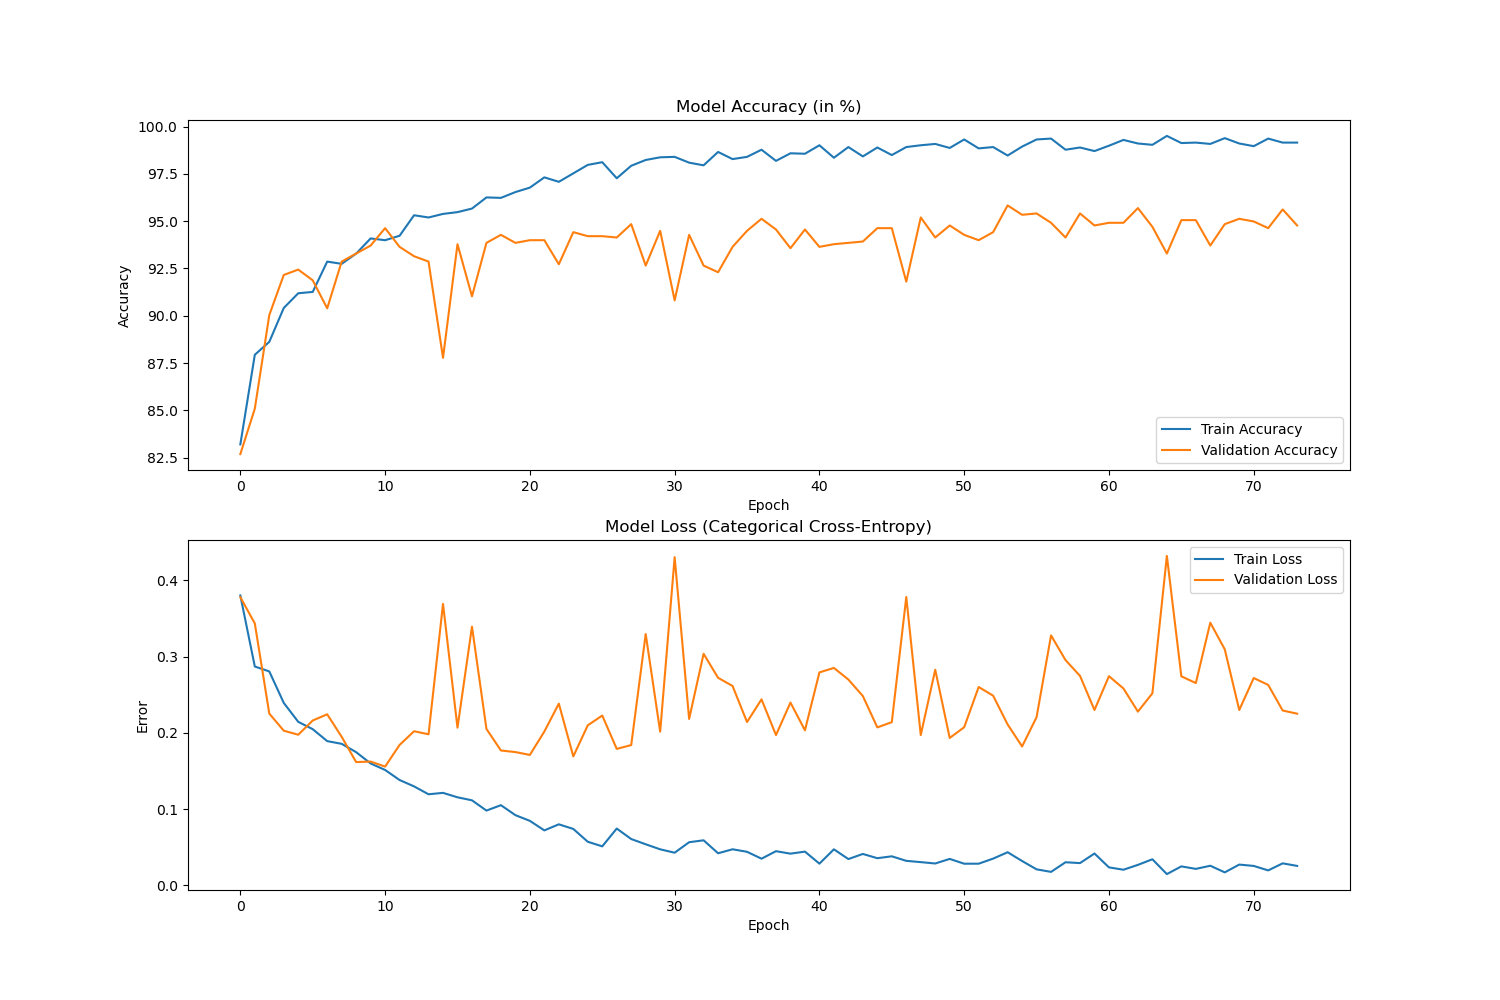 Model Accuracy (in %)
100.0
97.5
95.0
92.5
90.0
87.5
85.0
82.5
Accuracy
Train Accuracy
Validation Accuracy
0 10 20 30 40 50 60 70
Epoch
Model Loss (Categorical Cross-Entropy)
Train Loss
Validation Loss
0.4
0.3
0.2
0.1
0.0
Error
0 10 20 30 40 50 60 70
Epoch